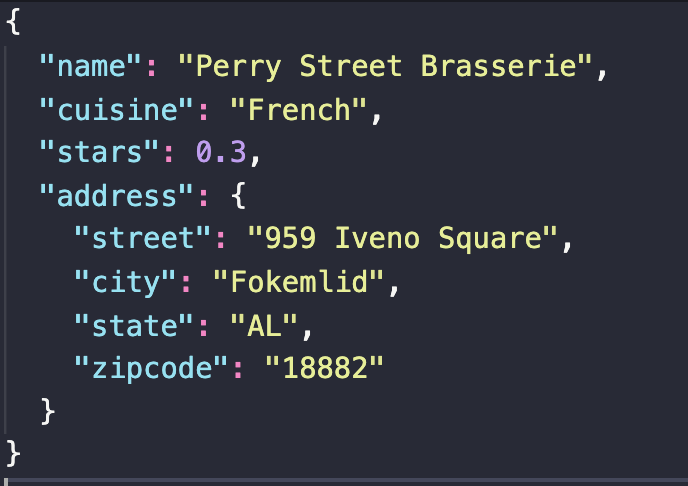 {
  "name": "Perry Street Brasserie",
  "cuisine": "French",
  "stars": 0.3,
  "address": {
    "street": "959 Iveno Square",
    "city": "Fokemlid",
    "state": "AL",
    "zipcode": "18882"
  }
}